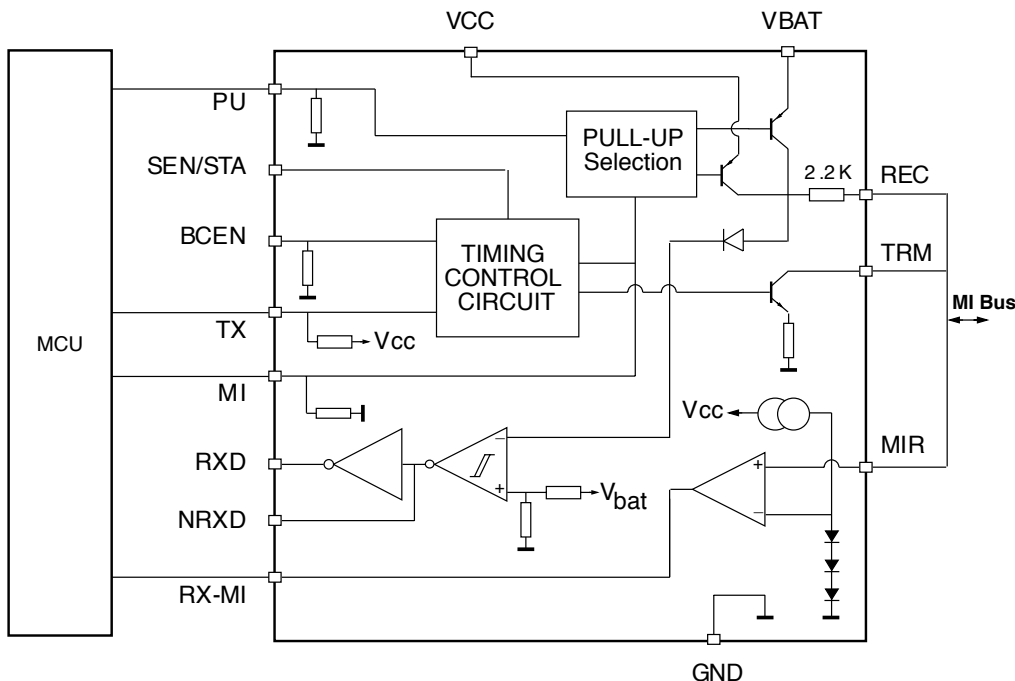 VCC
VBAT
PU
SEN/STA
BCEN
TX
MI
RXD
NRXD
RX-MI
MCU
PULL-UP
Selection
TIMING
CONTROL
CIRCUIT
Vcc
2.2K
REC
TRM
MI Bus
Vcc
MIR
+
−
−
+
Vbat
GND